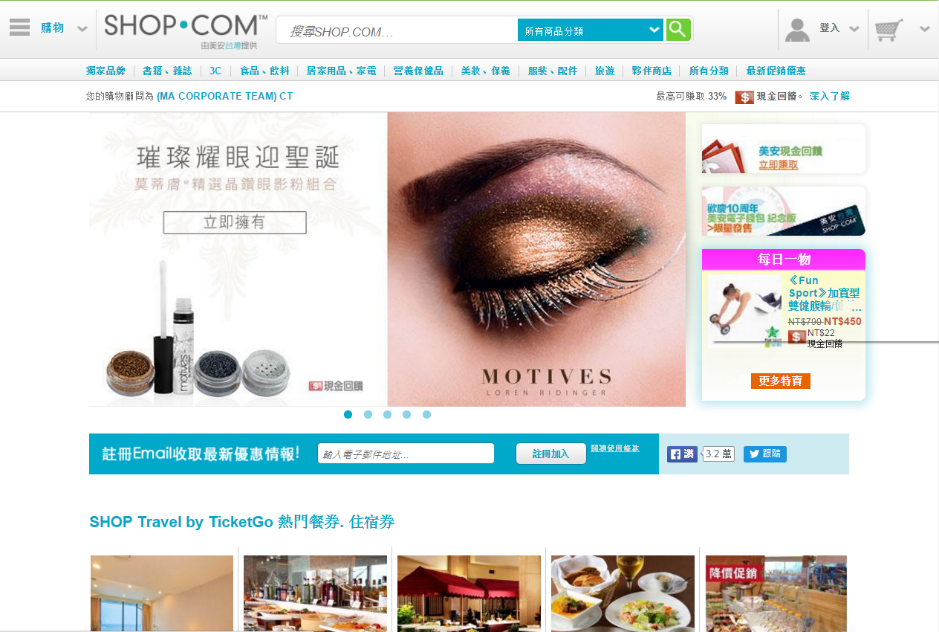 購物
SHOP•COM™
由美安台灣提供
搜尋SHOP.COM...
所有商品分類
登入
獨家品牌
書籍、雜誌
3C
食品、飲料
居家用品、家電
營養保健品
美妝、保養
服裝、配件
旅遊
夥伴商店
所有分類
最新促銷優惠
您的購物顧問為 (MA CORPORATE TEAM) CT
最高可賺取 33% $ 現金回饋。 深入了解
璀璨耀眼迎聖誕
莫蒂膚®精選晶鑽眼影粉組合
立即擁有
motives
$ 現金回饋
MOTIVES
LOREN RIDINGER
美安現金回饋
立即賺取
歡慶10周年
美安電子錢包 紀念版
>限量發售
美安台灣
SHOP•COM
每日一物
《Fun
Sport》加寬型
雙健腹輪/健 ...
NT$790 NT$450
$ NT$22
現金回饋
更多特賣
註冊Email收取最新優惠情報!
輸入電子郵件地址...
註冊加入
閱讀使用條款
讚
3.2 萬
跟隨
SHOP Travel by TicketGo 熱門餐券. 住宿券
降價促銷